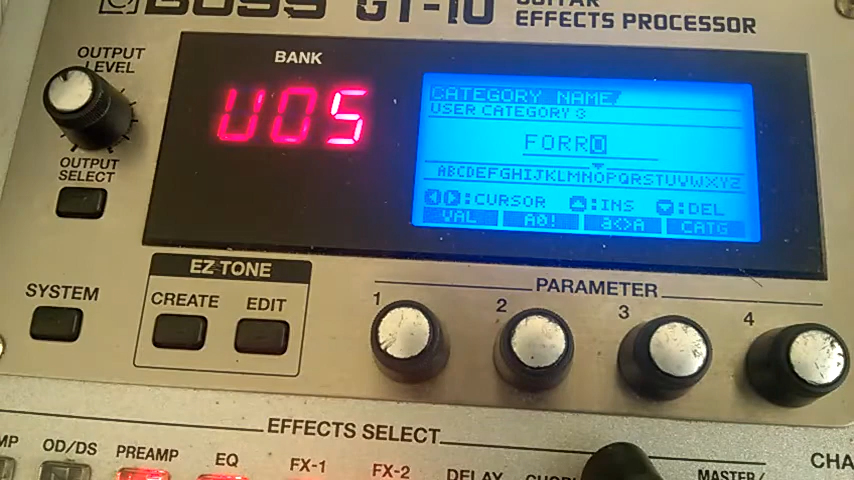 BOSS GT-10 GUITAR
EFFECTS PROCESSOR
OUTPUT
LEVEL
BANK
U05
CATEGORY NAME
USER CATEGORY 3
FORRO
ABCDEFGHIJKLMNOPQRSTUVWXYZ
:CURSOR :INS :DEL
VAL A0! a<>A CATG
OUTPUT
SELECT
EZ TONE
CREATE EDIT
SYSTEM
PARAMETER
1 2 3 4
EFFECTS SELECT
OD/DS PREAMP EQ FX-1 FX-2 DELAY MASTER/